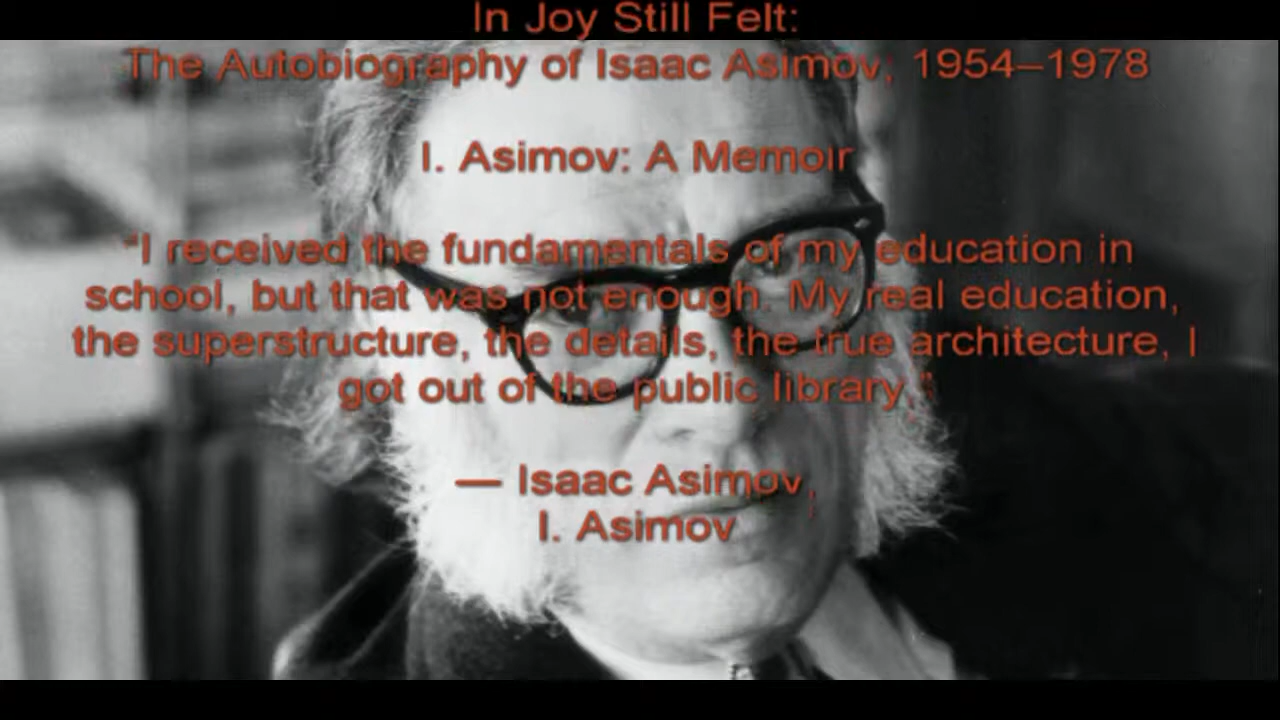 In Joy Still Felt:
The Autobiography of Isaac Asimov, 1954–1978
I. Asimov: A Memoir
“I received the fundamentals of my education in
school, but that was not enough. My real education,
the superstructure, the details, the true architecture, I
got out of the public library.”
— Isaac Asimov,
I. Asimov